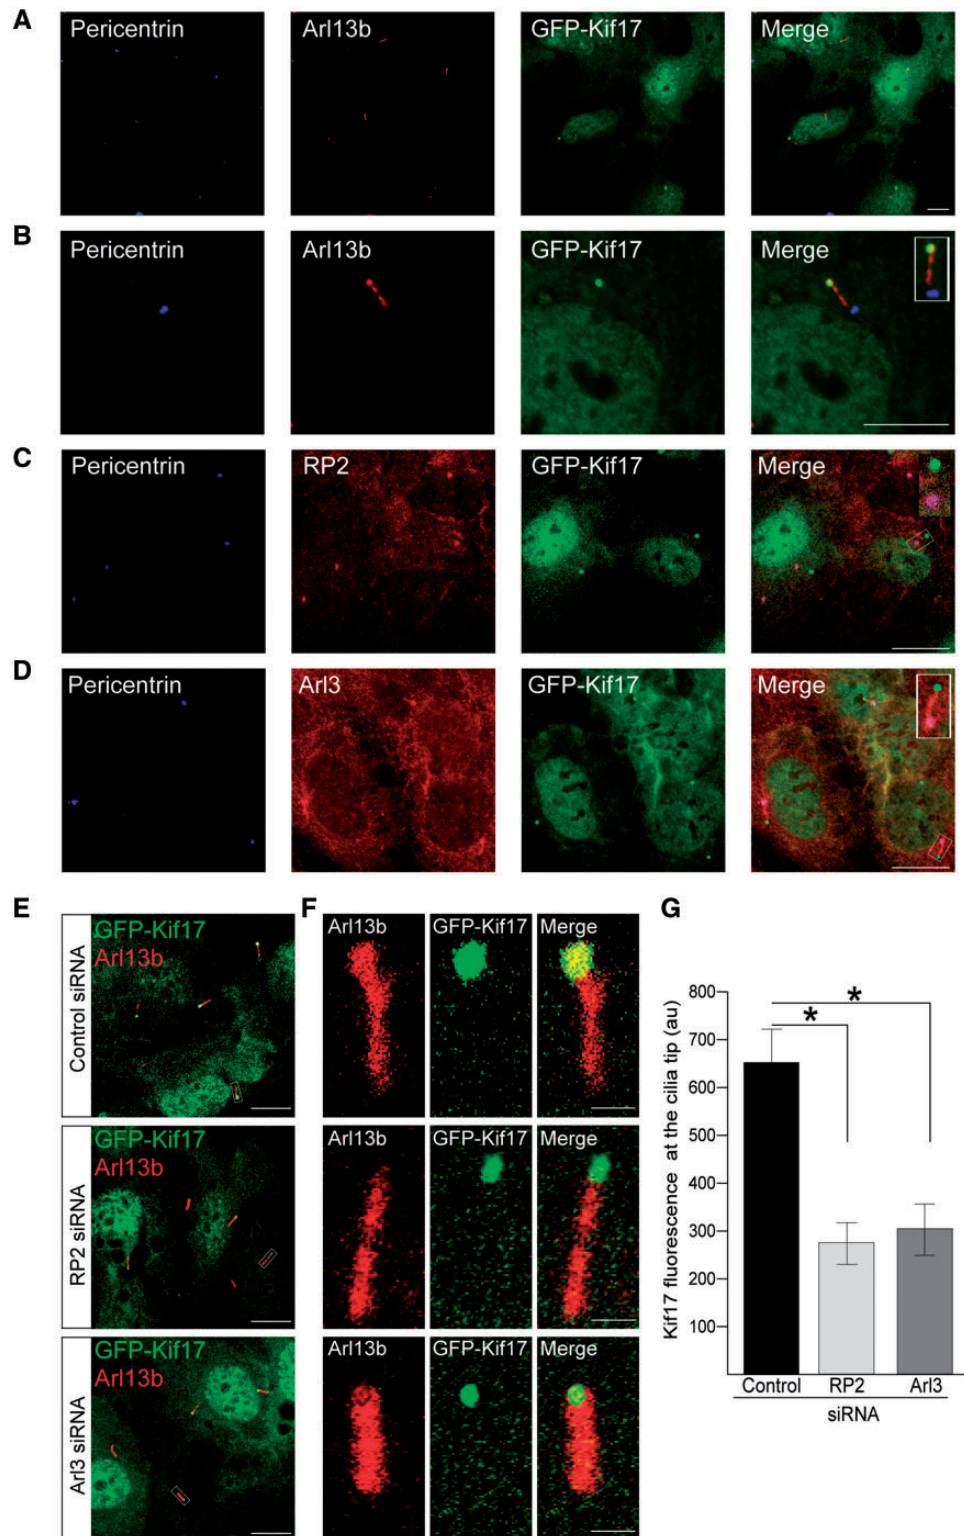 A
Pericentrin Arl13b GFP-Kif17 Merge
B
Pericentrin Arl13b GFP-Kif17 Merge
C
Pericentrin RP2 GFP-Kif17 Merge
D
Pericentrin Arl3 GFP-Kif17 Merge
E
Control siRNA
GFP-Kif17
Arl13b
RP2 siRNA
GFP-Kif17
Arl13b
Arl3 siRNA
GFP-Kif17
Arl13b
F
Arl13b GFP-Kif17 Merge
Arl13b GFP-Kif17 Merge
Arl13b GFP-Kif17 Merge
G
Kif17 fluorescence at the cilia tip (au)
800
700
600
500
400
300
200
100
* *
Control RP2 Arl3
siRNA